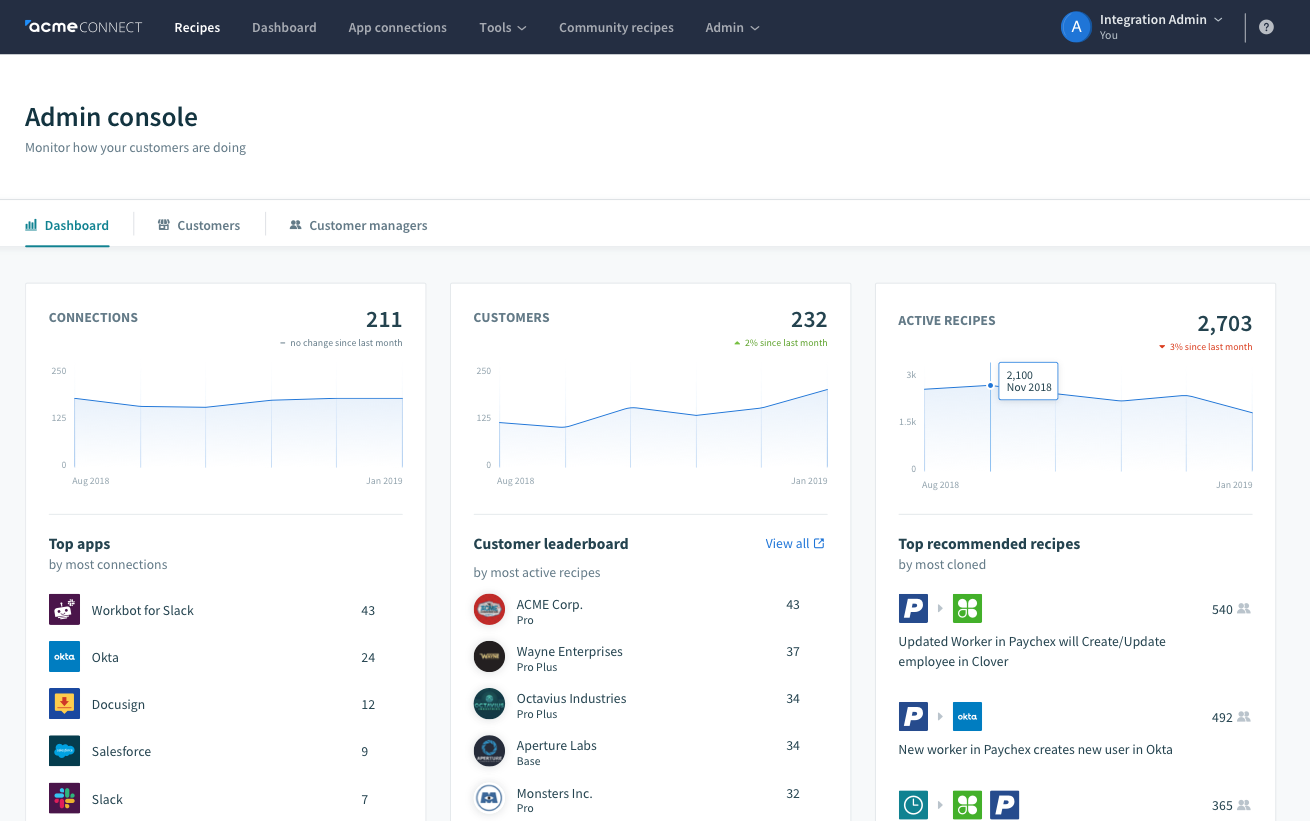 acme CONNECT Recipes Dashboard App connections Tools Community recipes Admin A Integration Admin
You ?
Admin console
Monitor how your customers are doing
Dashboard Customers Customer managers
CONNECTIONS 211
no change since last month
250
125
0
Aug 2018 Jan 2019
Top apps
by most connections
Workbot for Slack 43
okta Okta 24
Docusign 12
Salesforce 9
Slack 7
CUSTOMERS 232
2% since last month
250
125
0
Aug 2018 Jan 2019
Customer leaderboard View all
by most active recipes
ACME Corp. 43
Pro
WAYNE Wayne Enterprises 37
Pro Plus
OCTAVIUS Octavius Industries 34
Pro Plus
APERTURE Aperture Labs 34
Base
Monsters Inc. 32
Pro
ACTIVE RECIPES 2,703
3% since last month
3k
1.5k
0
2,100
Nov 2018
Aug 2018 Jan 2019
Top recommended recipes
by most cloned
P 540
Updated Worker in Paychex will Create/Update
employee in Clover
P okta 492
New worker in Paychex creates new user in Okta
P 365